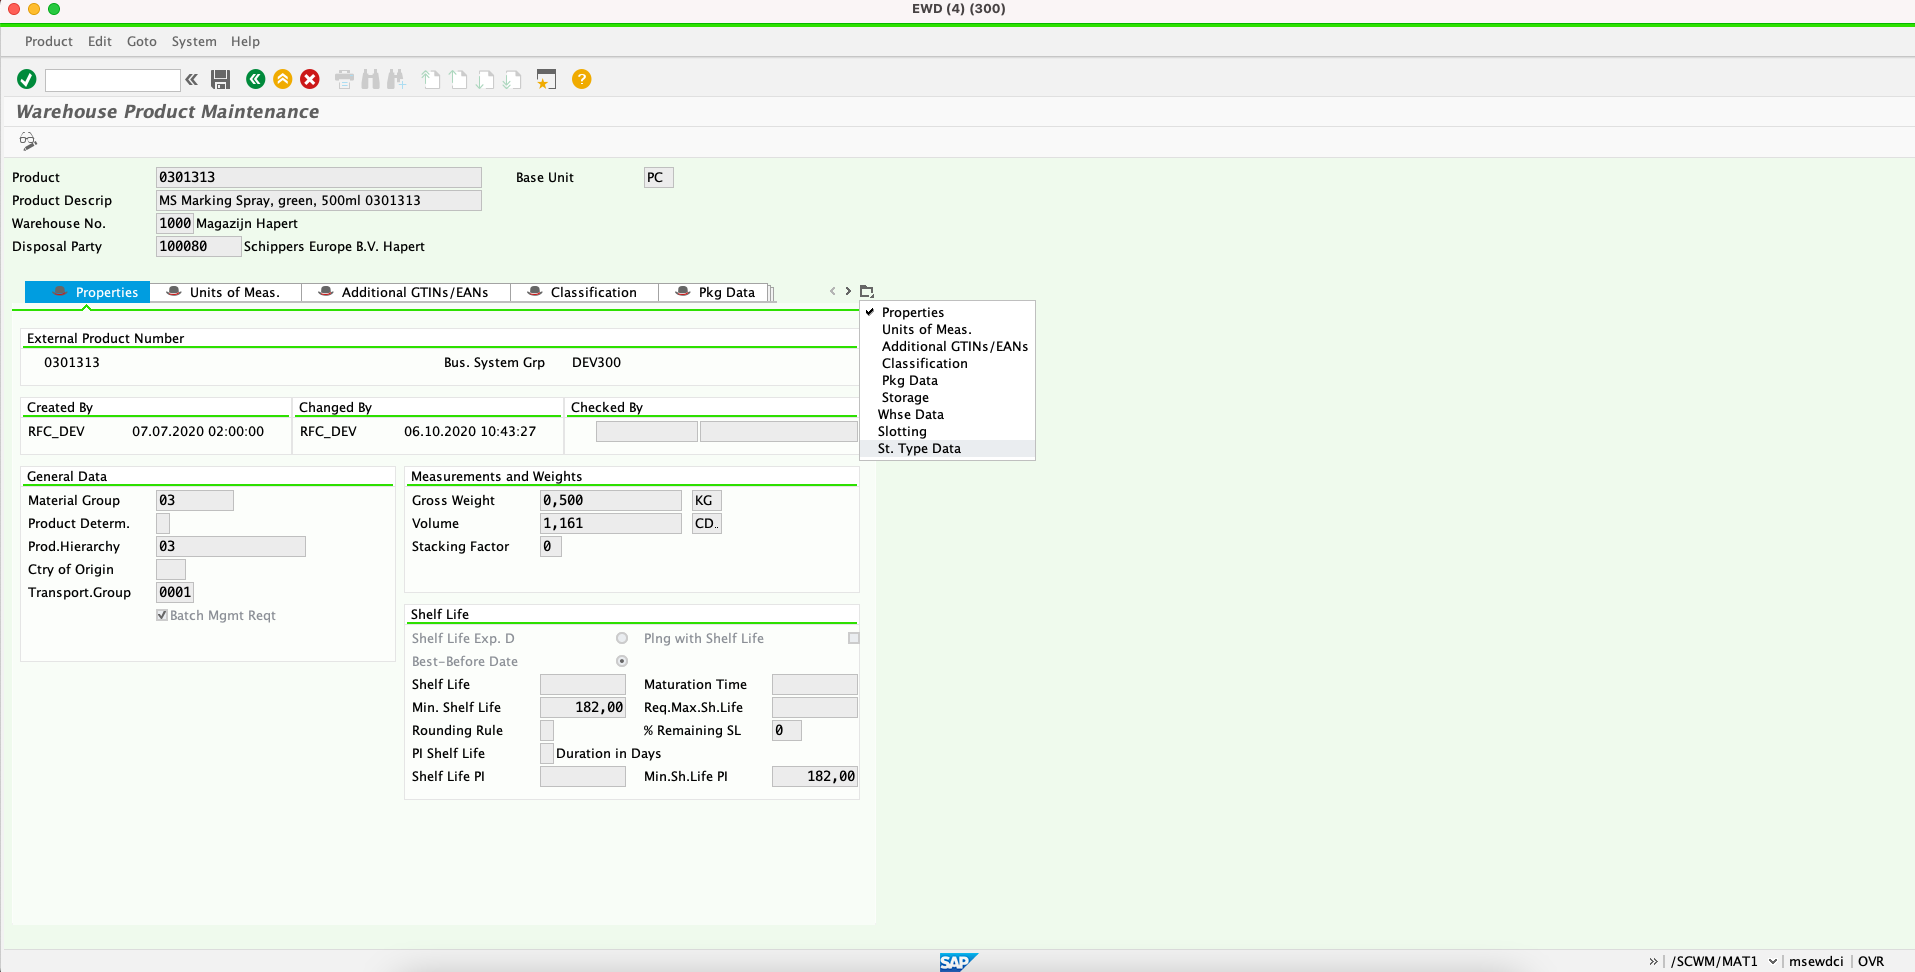 EWD (4) (300)
Product Edit Goto System Help
Warehouse Product Maintenance
Product 0301313 Base Unit PC
Product Descrip MS Marking Spray, green, 500ml 0301313
Warehouse No. 1000 Magazijn Hapert
Disposal Party 100080 Schippers Europe B.V. Hapert
Properties Units of Meas. Additional GTINs/EANs Classification Pkg Data
Properties
Units of Meas.
Additional GTINs/EANs
Classification
Pkg Data
Storage
Whse Data
Slotting
St. Type Data
External Product Number
0301313 Bus. System Grp DEV300
Created By Changed By Checked By
RFC_DEV 07.07.2020 02:00:00 RFC_DEV 06.10.2020 10:43:27
General Data
Material Group 03
Product Determ.
Prod.Hierarchy 03
Ctry of Origin
Transport.Group 0001
Batch Mgmt Reqt
Measurements and Weights
Gross Weight 0,500 KG
Volume 1,161 CD..
Stacking Factor 0
Shelf Life
Shelf Life Exp. D Plng with Shelf Life
Best-Before Date
Shelf Life Maturation Time
Min. Shelf Life 182,00 Req.Max.Sh.Life
Rounding Rule % Remaining SL 0
PI Shelf Life Duration in Days
Shelf Life PI Min.Sh.Life PI 182,00
SAP /SCWM/MAT1 msewdci OVR